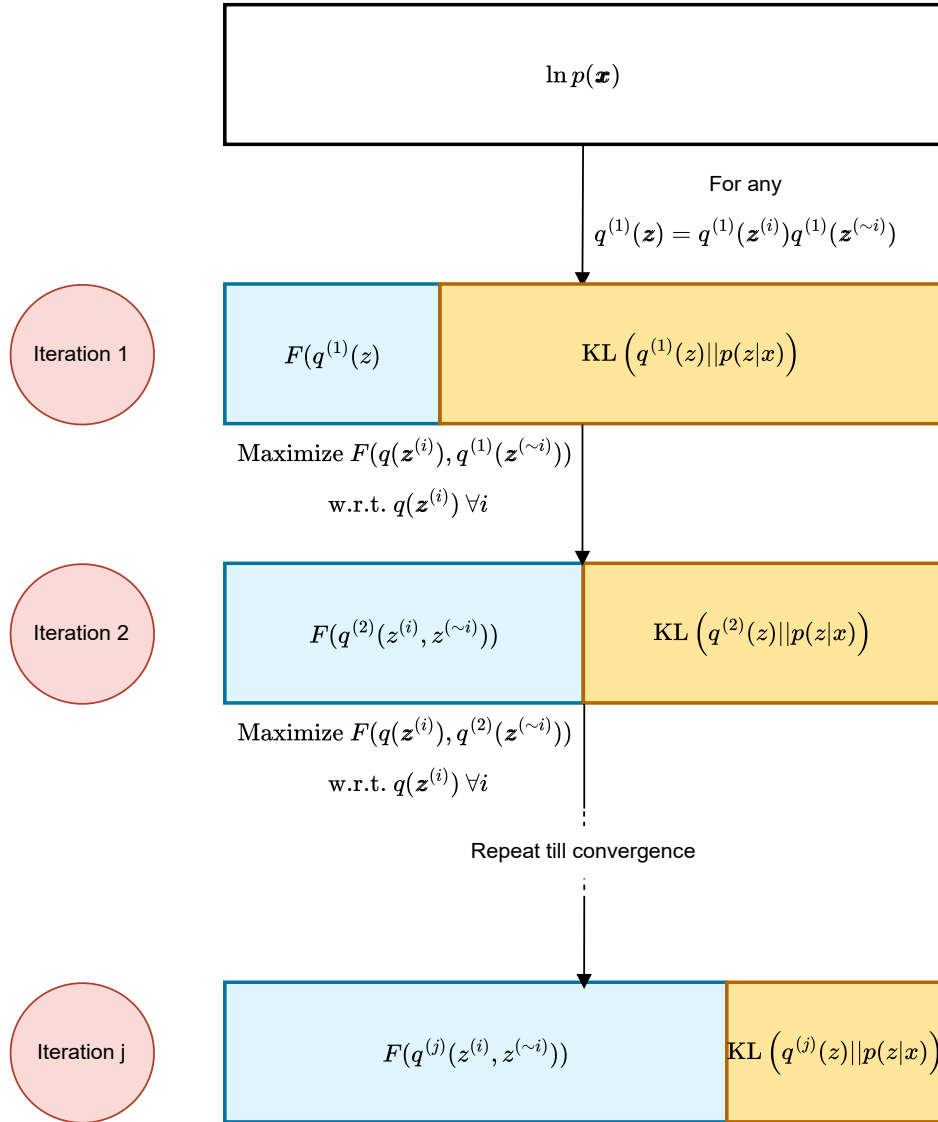 ln p(x)
For any
q^{(1)}(z) = q^{(1)}(z^{(i)})q^{(1)}(z^{(∼i)})
Iteration 1
F(q^{(1)}(z)
KL (q^{(1)}(z)||p(z|x))
Maximize F(q(z^{(i)}), q^{(1)}(z^{(∼i)}))
w.r.t. q(z^{(i)}) ∀i
Iteration 2
F(q^{(2)}(z^{(i)}, z^{(∼i)}))
KL (q^{(2)}(z)||p(z|x))
Maximize F(q(z^{(i)}), q^{(2)}(z^{(∼i)}))
w.r.t. q(z^{(i)}) ∀i
Repeat till convergence
Iteration j
F(q^{(j)}(z^{(i)}, z^{(∼i)}))
KL (q^{(j)}(z)||p(z|x))